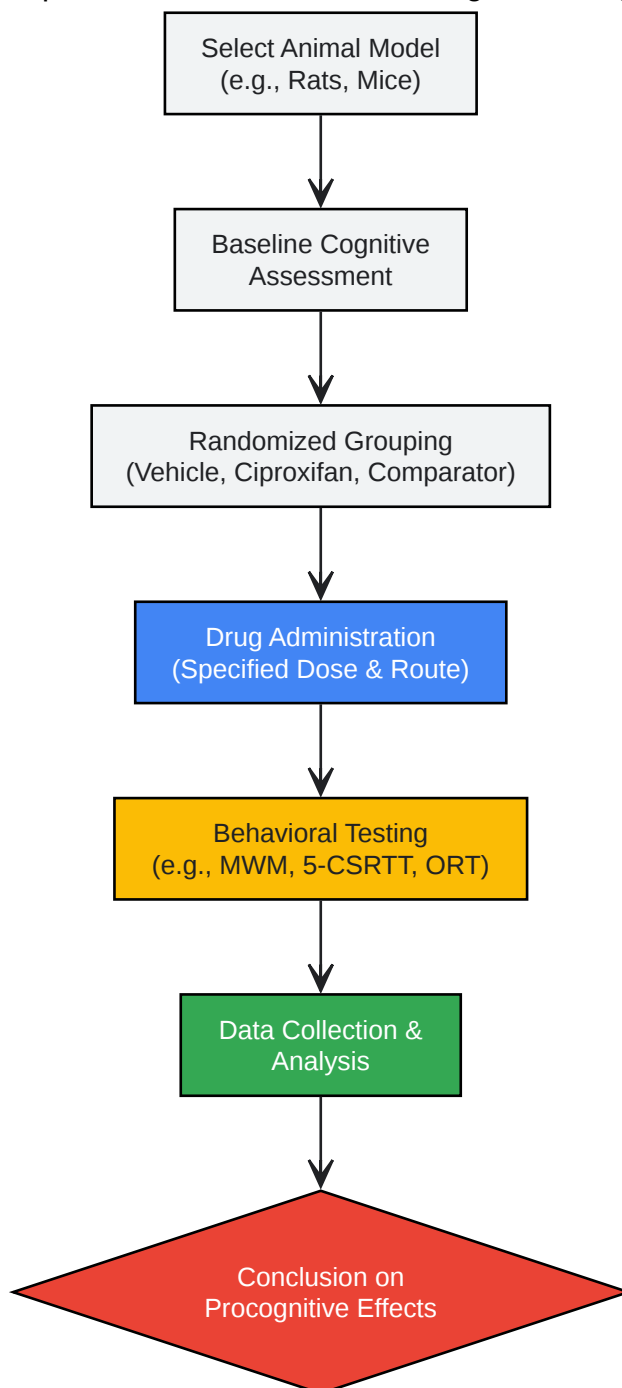 Select Animal Model
(e.g., Rats, Mice)
Baseline Cognitive
Assessment
Randomized Grouping
(Vehicle, Ciproxifan, Comparator)
Drug Administration
(Specified Dose & Route)
Behavioral Testing
(e.g., MWM, 5-CSRTT, ORT)
Data Collection &
Analysis
Conclusion on
Procognitive Effects